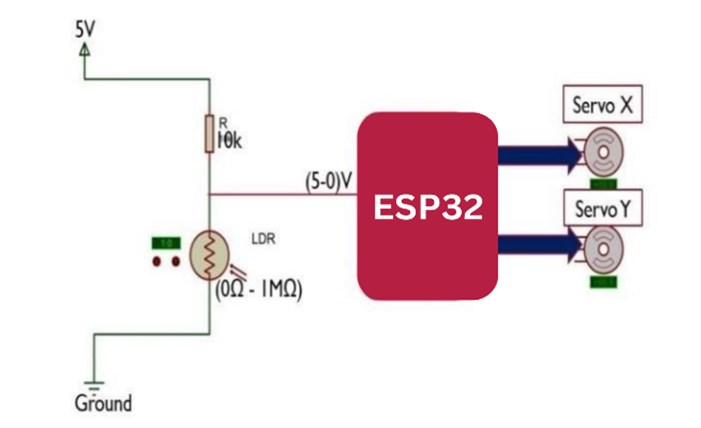 5V
R
10k
(5-0)V
LDR
(0Ω - 1MΩ)
Ground
ESP32
Servo X
Servo Y